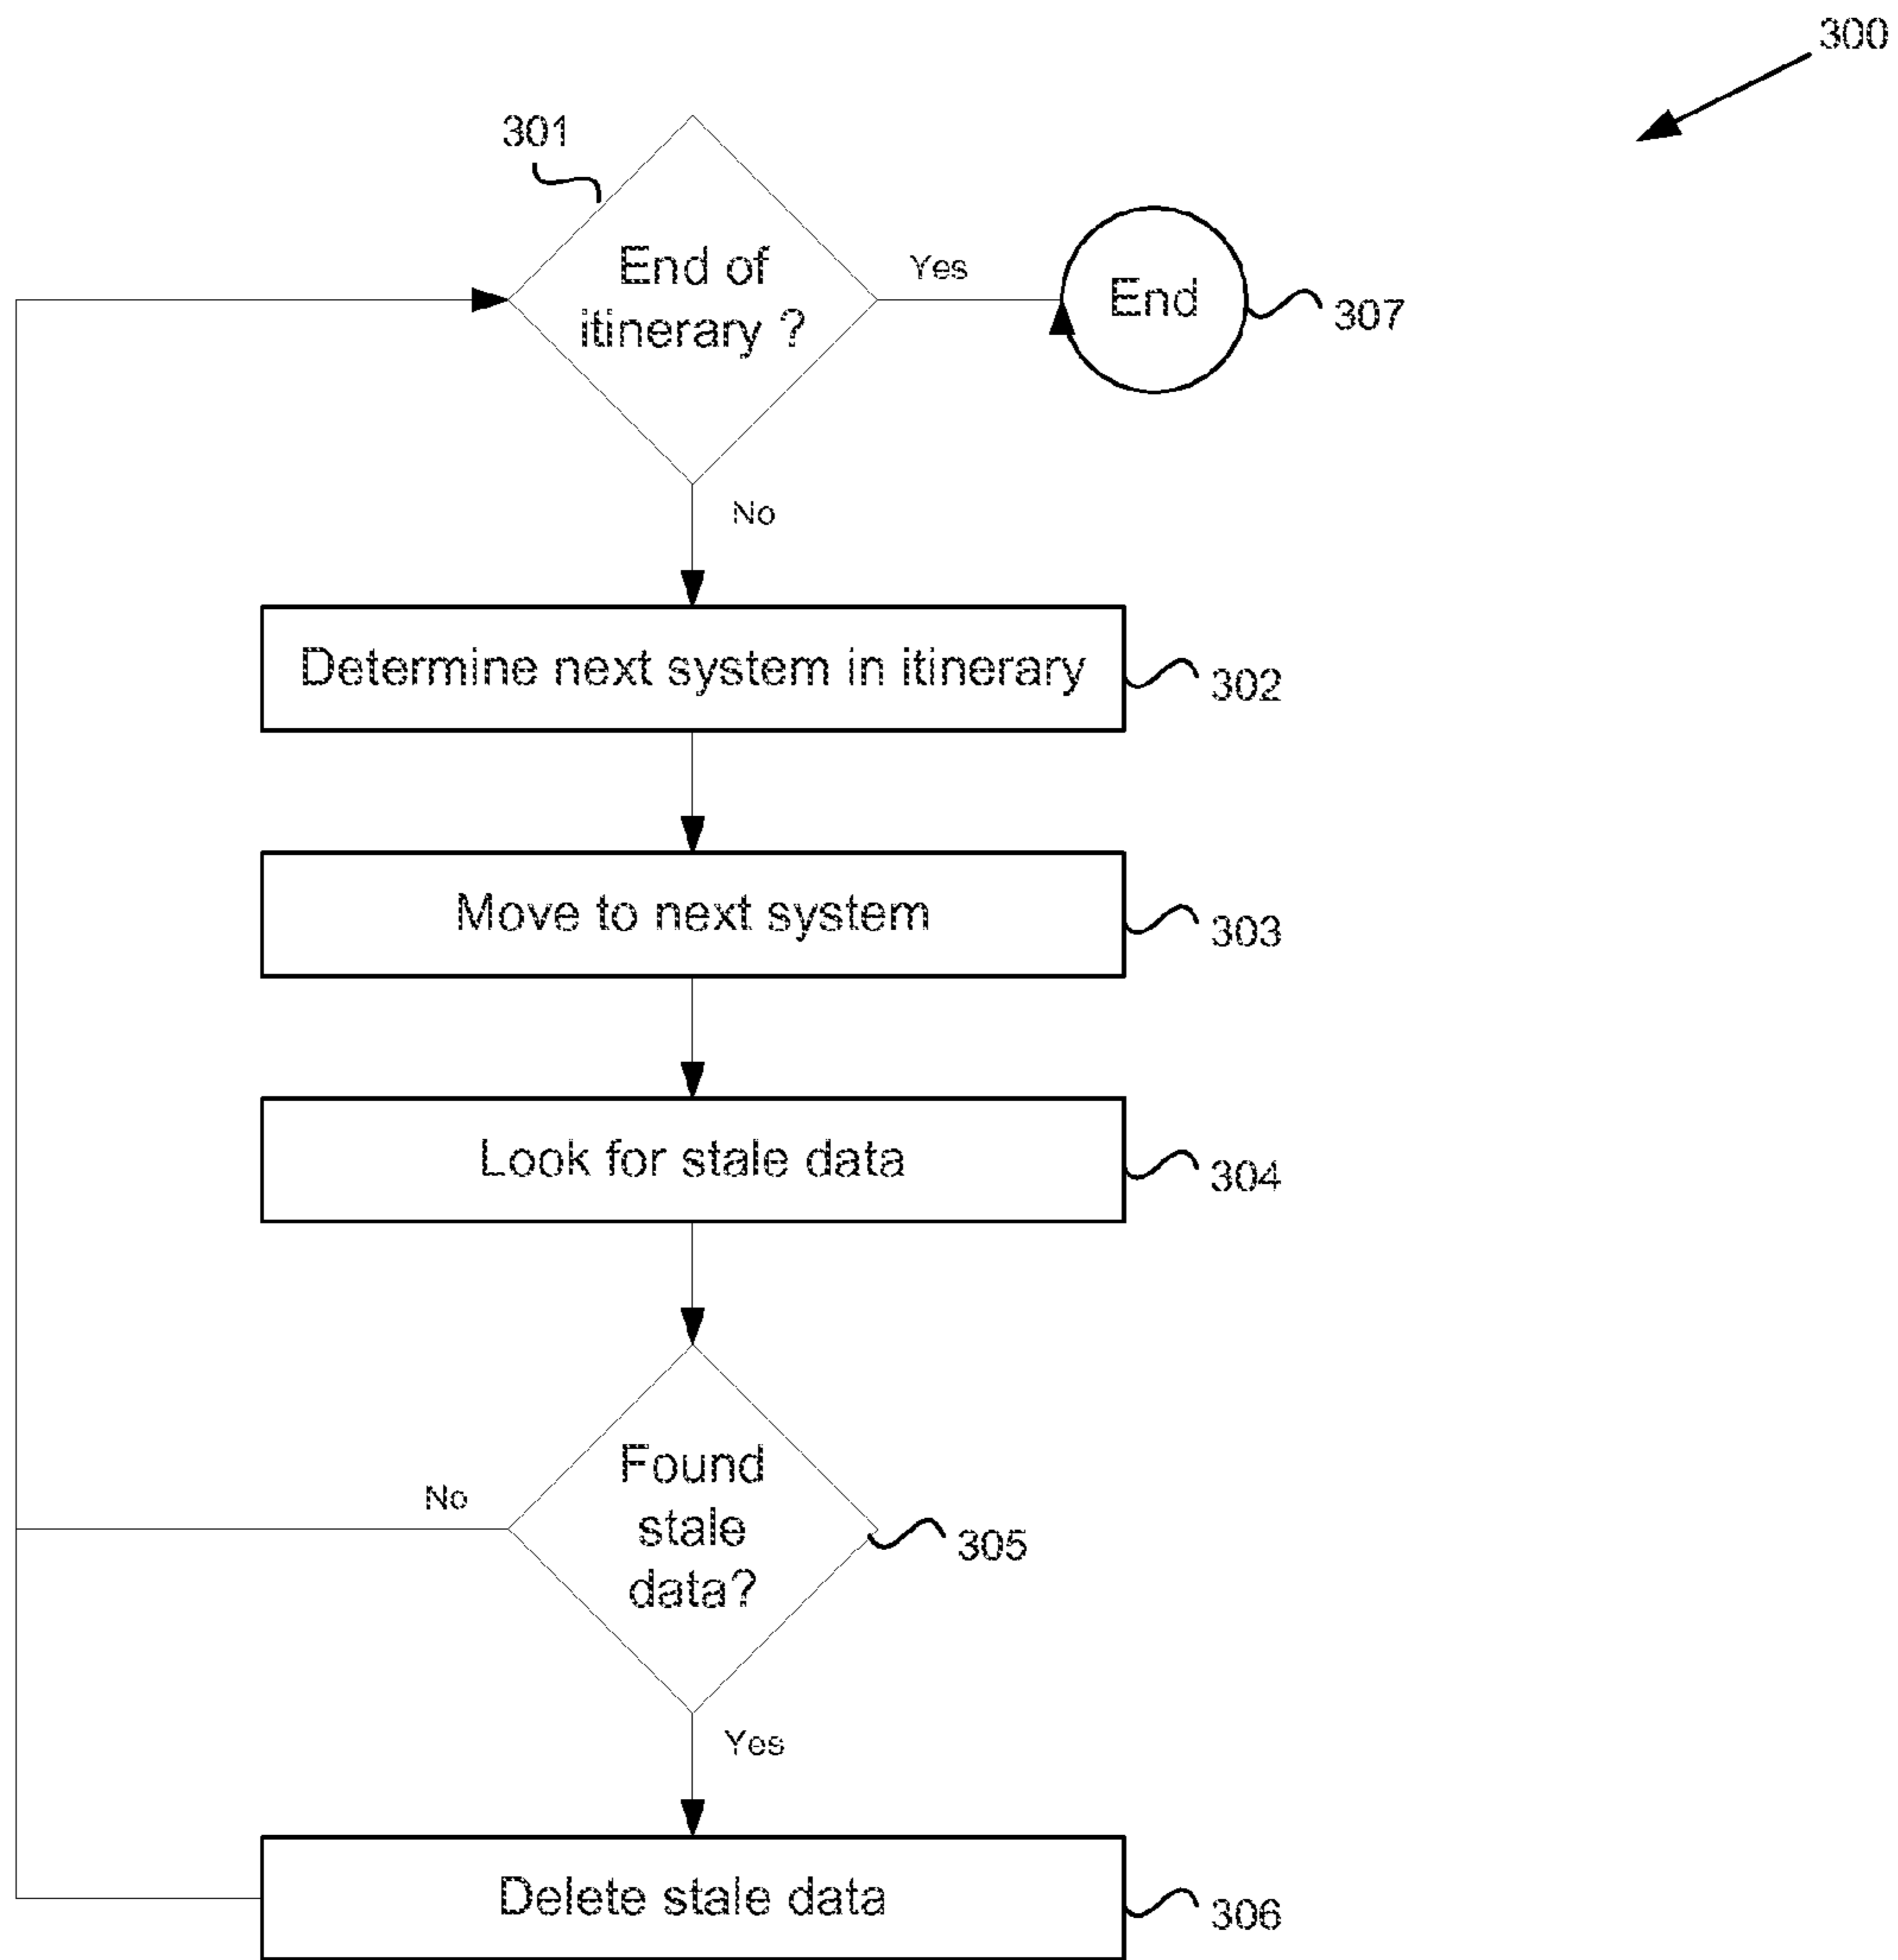 300
301
End of
itinerary ?
Yes
End
307
No
Determine next system in itinerary
302
Move to next system
303
Look for stale data
304
Found
stale
data?
No
305
Yes
Delete stale data
306